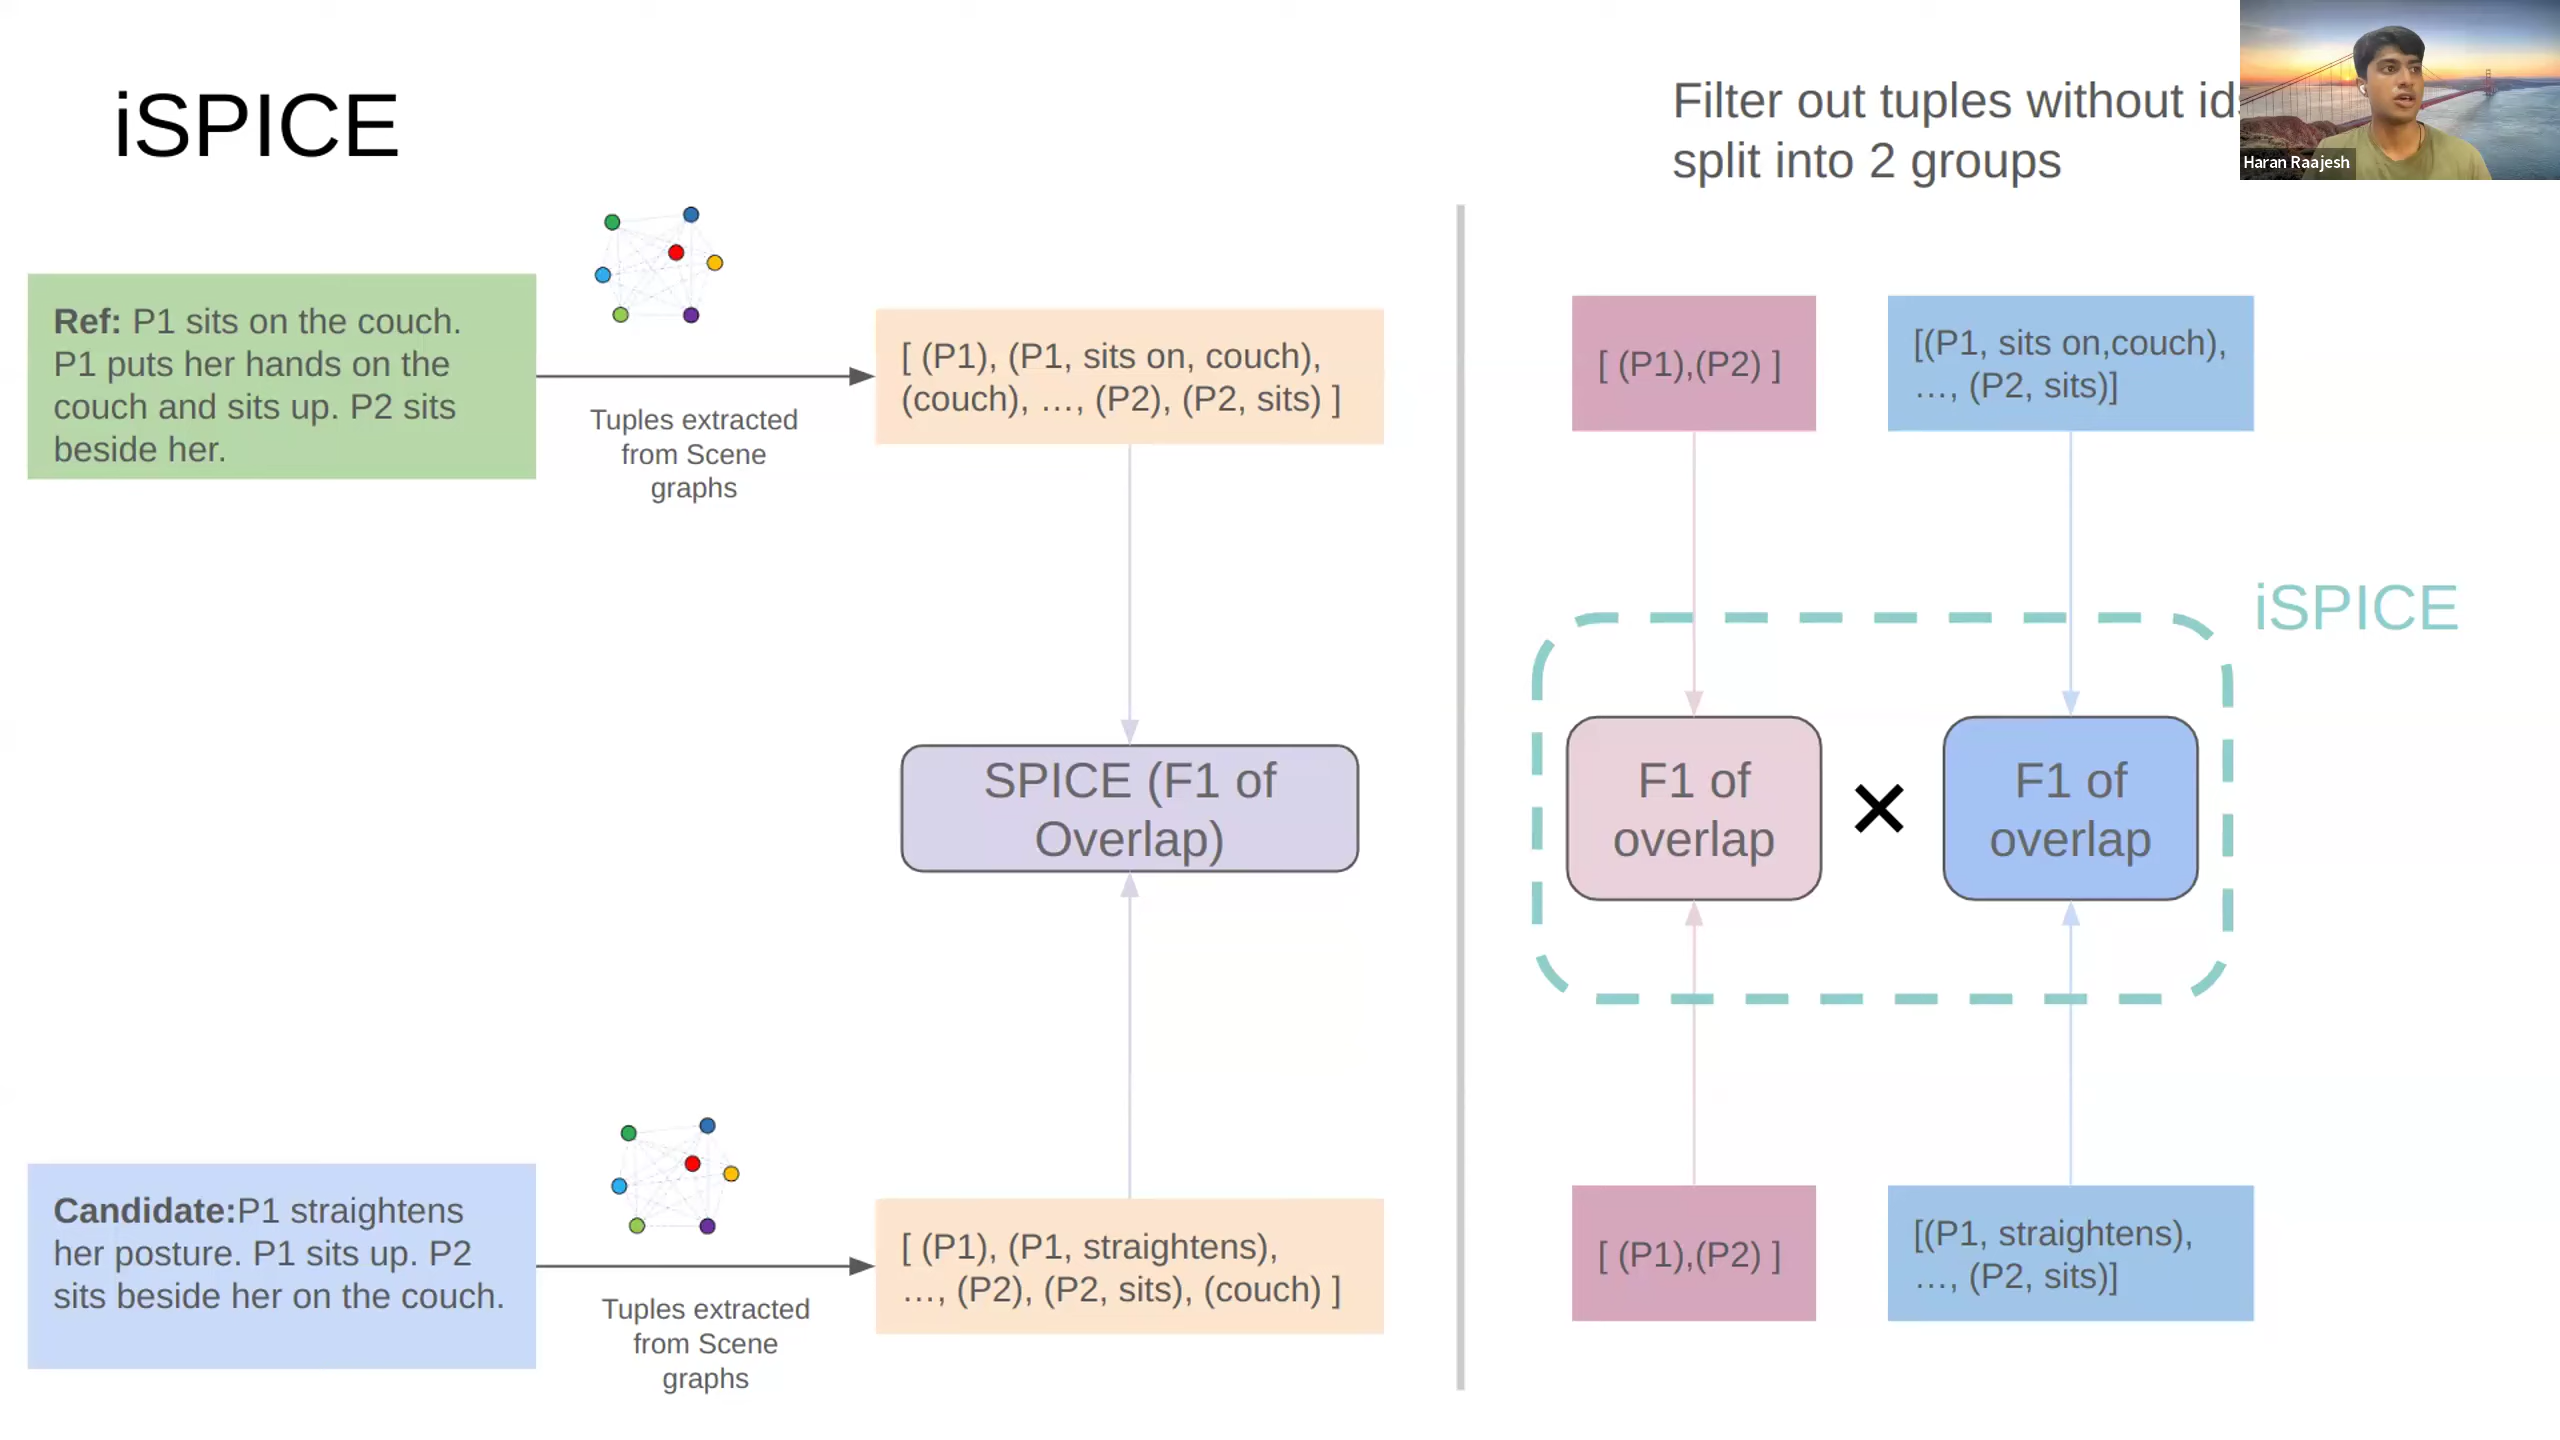 iSPICE
Filter out tuples without ids
split into 2 groups
Haran Raajesh
Ref: P1 sits on the couch.
P1 puts her hands on the
couch and sits up. P2 sits
beside her.
Tuples extracted
from Scene
graphs
[ (P1), (P1, sits on, couch),
(couch), …, (P2), (P2, sits) ]
[ (P1),(P2) ]
[(P1, sits on,couch),
…, (P2, sits)]
SPICE (F1 of
Overlap)
iSPICE
F1 of
overlap
×
F1 of
overlap
Candidate:P1 straightens
her posture. P1 sits up. P2
sits beside her on the couch.
Tuples extracted
from Scene
graphs
[ (P1), (P1, straightens),
…, (P2), (P2, sits), (couch) ]
[ (P1),(P2) ]
[(P1, straightens),
…, (P2, sits)]